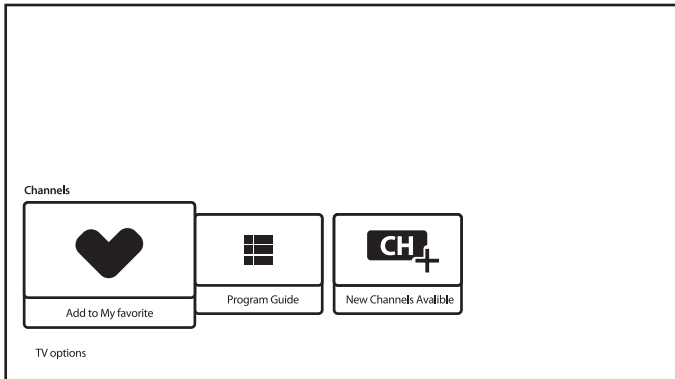 Channels
CH
Add to My favorite
Program Guide
New Channels Avalible
TV options